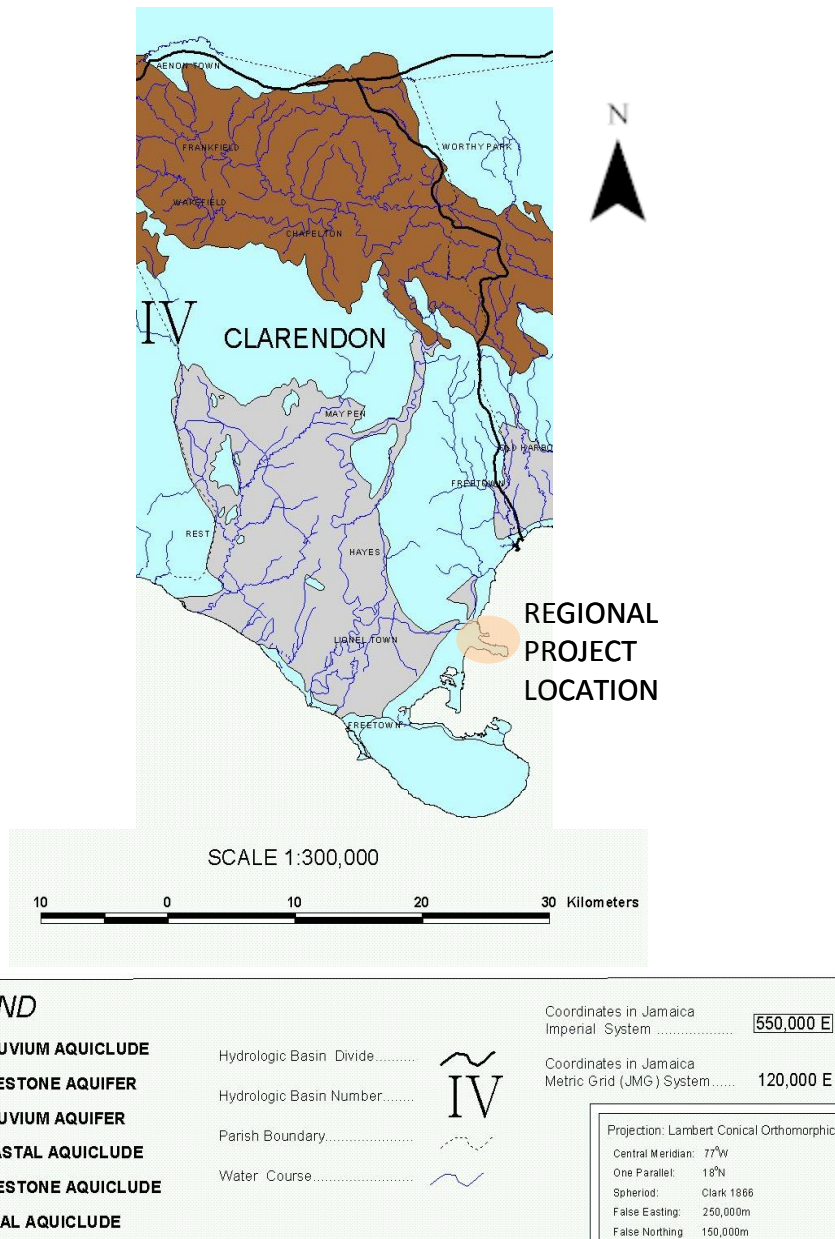 AENON TOWN
N
FRANKFIELD
WORTHY PARK
WAKEFIELD
CHAPELTON
IV
CLARENDON
MAY PEN
OLD HARBO
FREETOWN
REST
HAYES
REGIONAL
PROJECT
LOCATION
LIONEL TOWN
FREETOWN
SCALE 1:300,000
10 0 10 20 30 Kilometers
ND
UVIUM AQUICLUDE
ESTONE AQUIFER
UVIUM AQUIFER
ASTAL AQUICLUDE
ESTONE AQUICLUDE
AL AQUICLUDE
Hydrologic Basin Divide..........
Hydrologic Basin Number........
IV
Parish Boundary......................
Water Course.........................
Coordinates in Jamaica
Imperial System ................... 550,000 E
Coordinates in Jamaica
Metric Grid (JMG) System...... 120,000 E
Projection: Lambert Conical Orthomorphic
Central Meridian: 77°W
One Parallel: 18°N
Spheriod: Clark 1866
False Easting: 250,000m
False Northing 150,000m